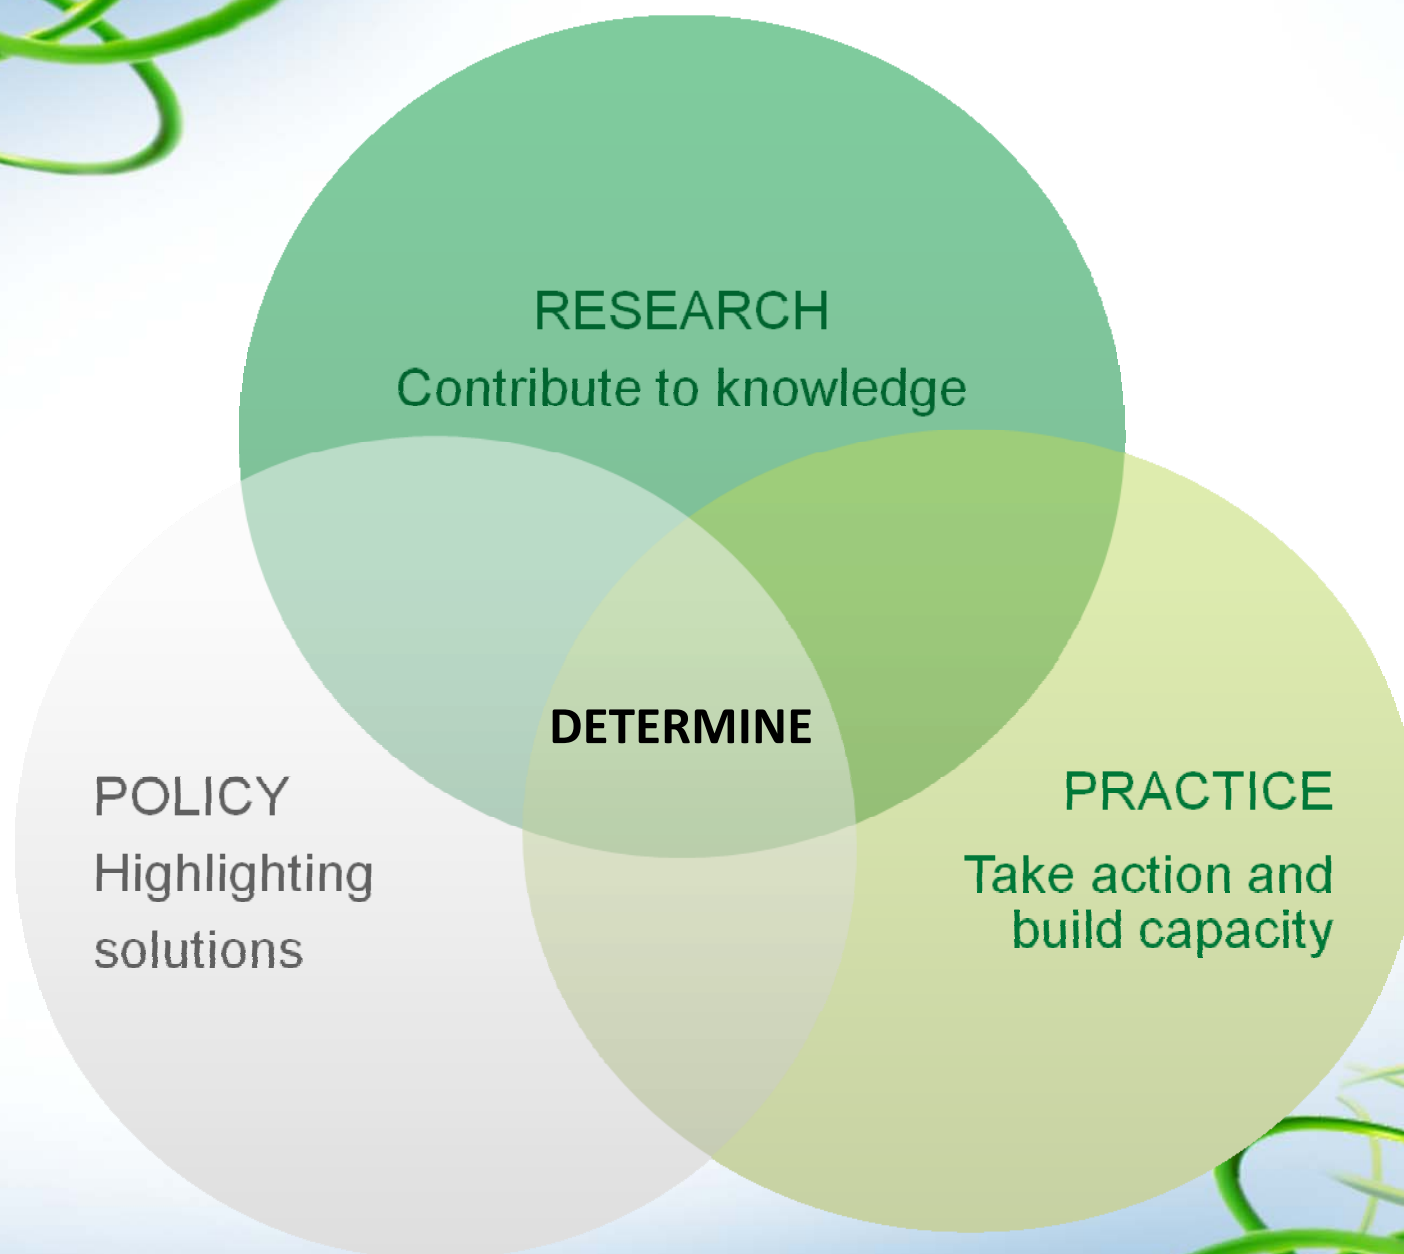 RESEARCH
Contribute to knowledge
DETERMINE
POLICY
Highlighting
solutions
PRACTICE
Take action and
build capacity